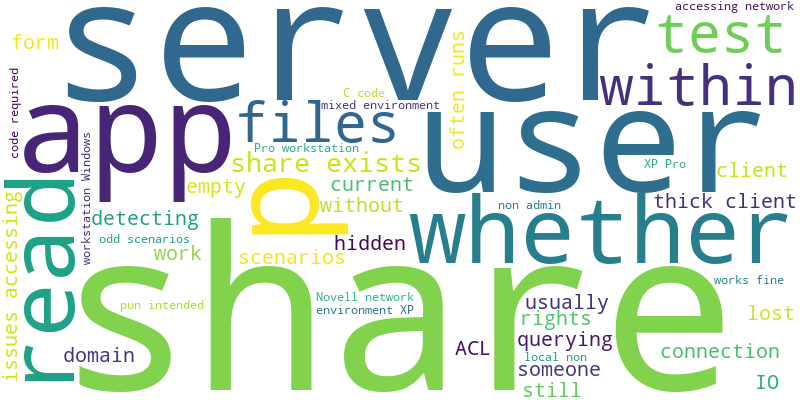 accessing network
form
server
test
often runs
C code
within
code required
app
mixed environment
files
user
workstation Windows
Pro workstation
share exists
XP Pro
client
read
empty
p
current
thick client
issues accessing
without
whether
non admin
detecting
odd scenarios
hidden
work
scenarios
share
works fine
Novell network
pun intended
environment XP
usually
rights
lost
domain
ACL
querying
connection
local non
someone
still
IO